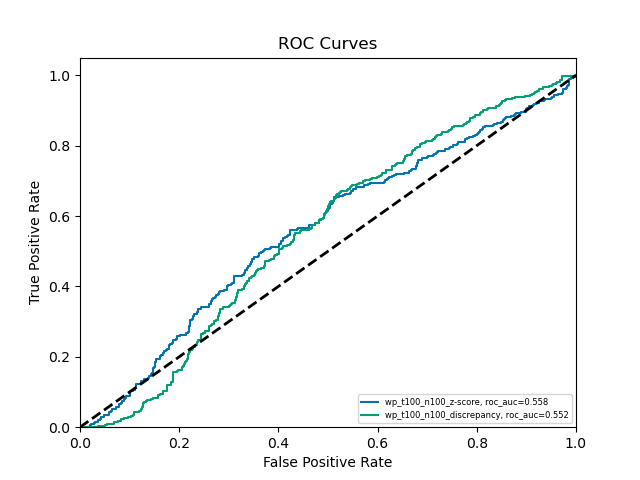 ROC Curves
True Positive Rate
1.0
0.8
0.6
0.4
0.2
0.0
0.0 0.2 0.4 0.6 0.8 1.0
False Positive Rate
wp_t100_n100_z-score, roc_auc=0.558
wp_t100_n100_discrepancy, roc_auc=0.552